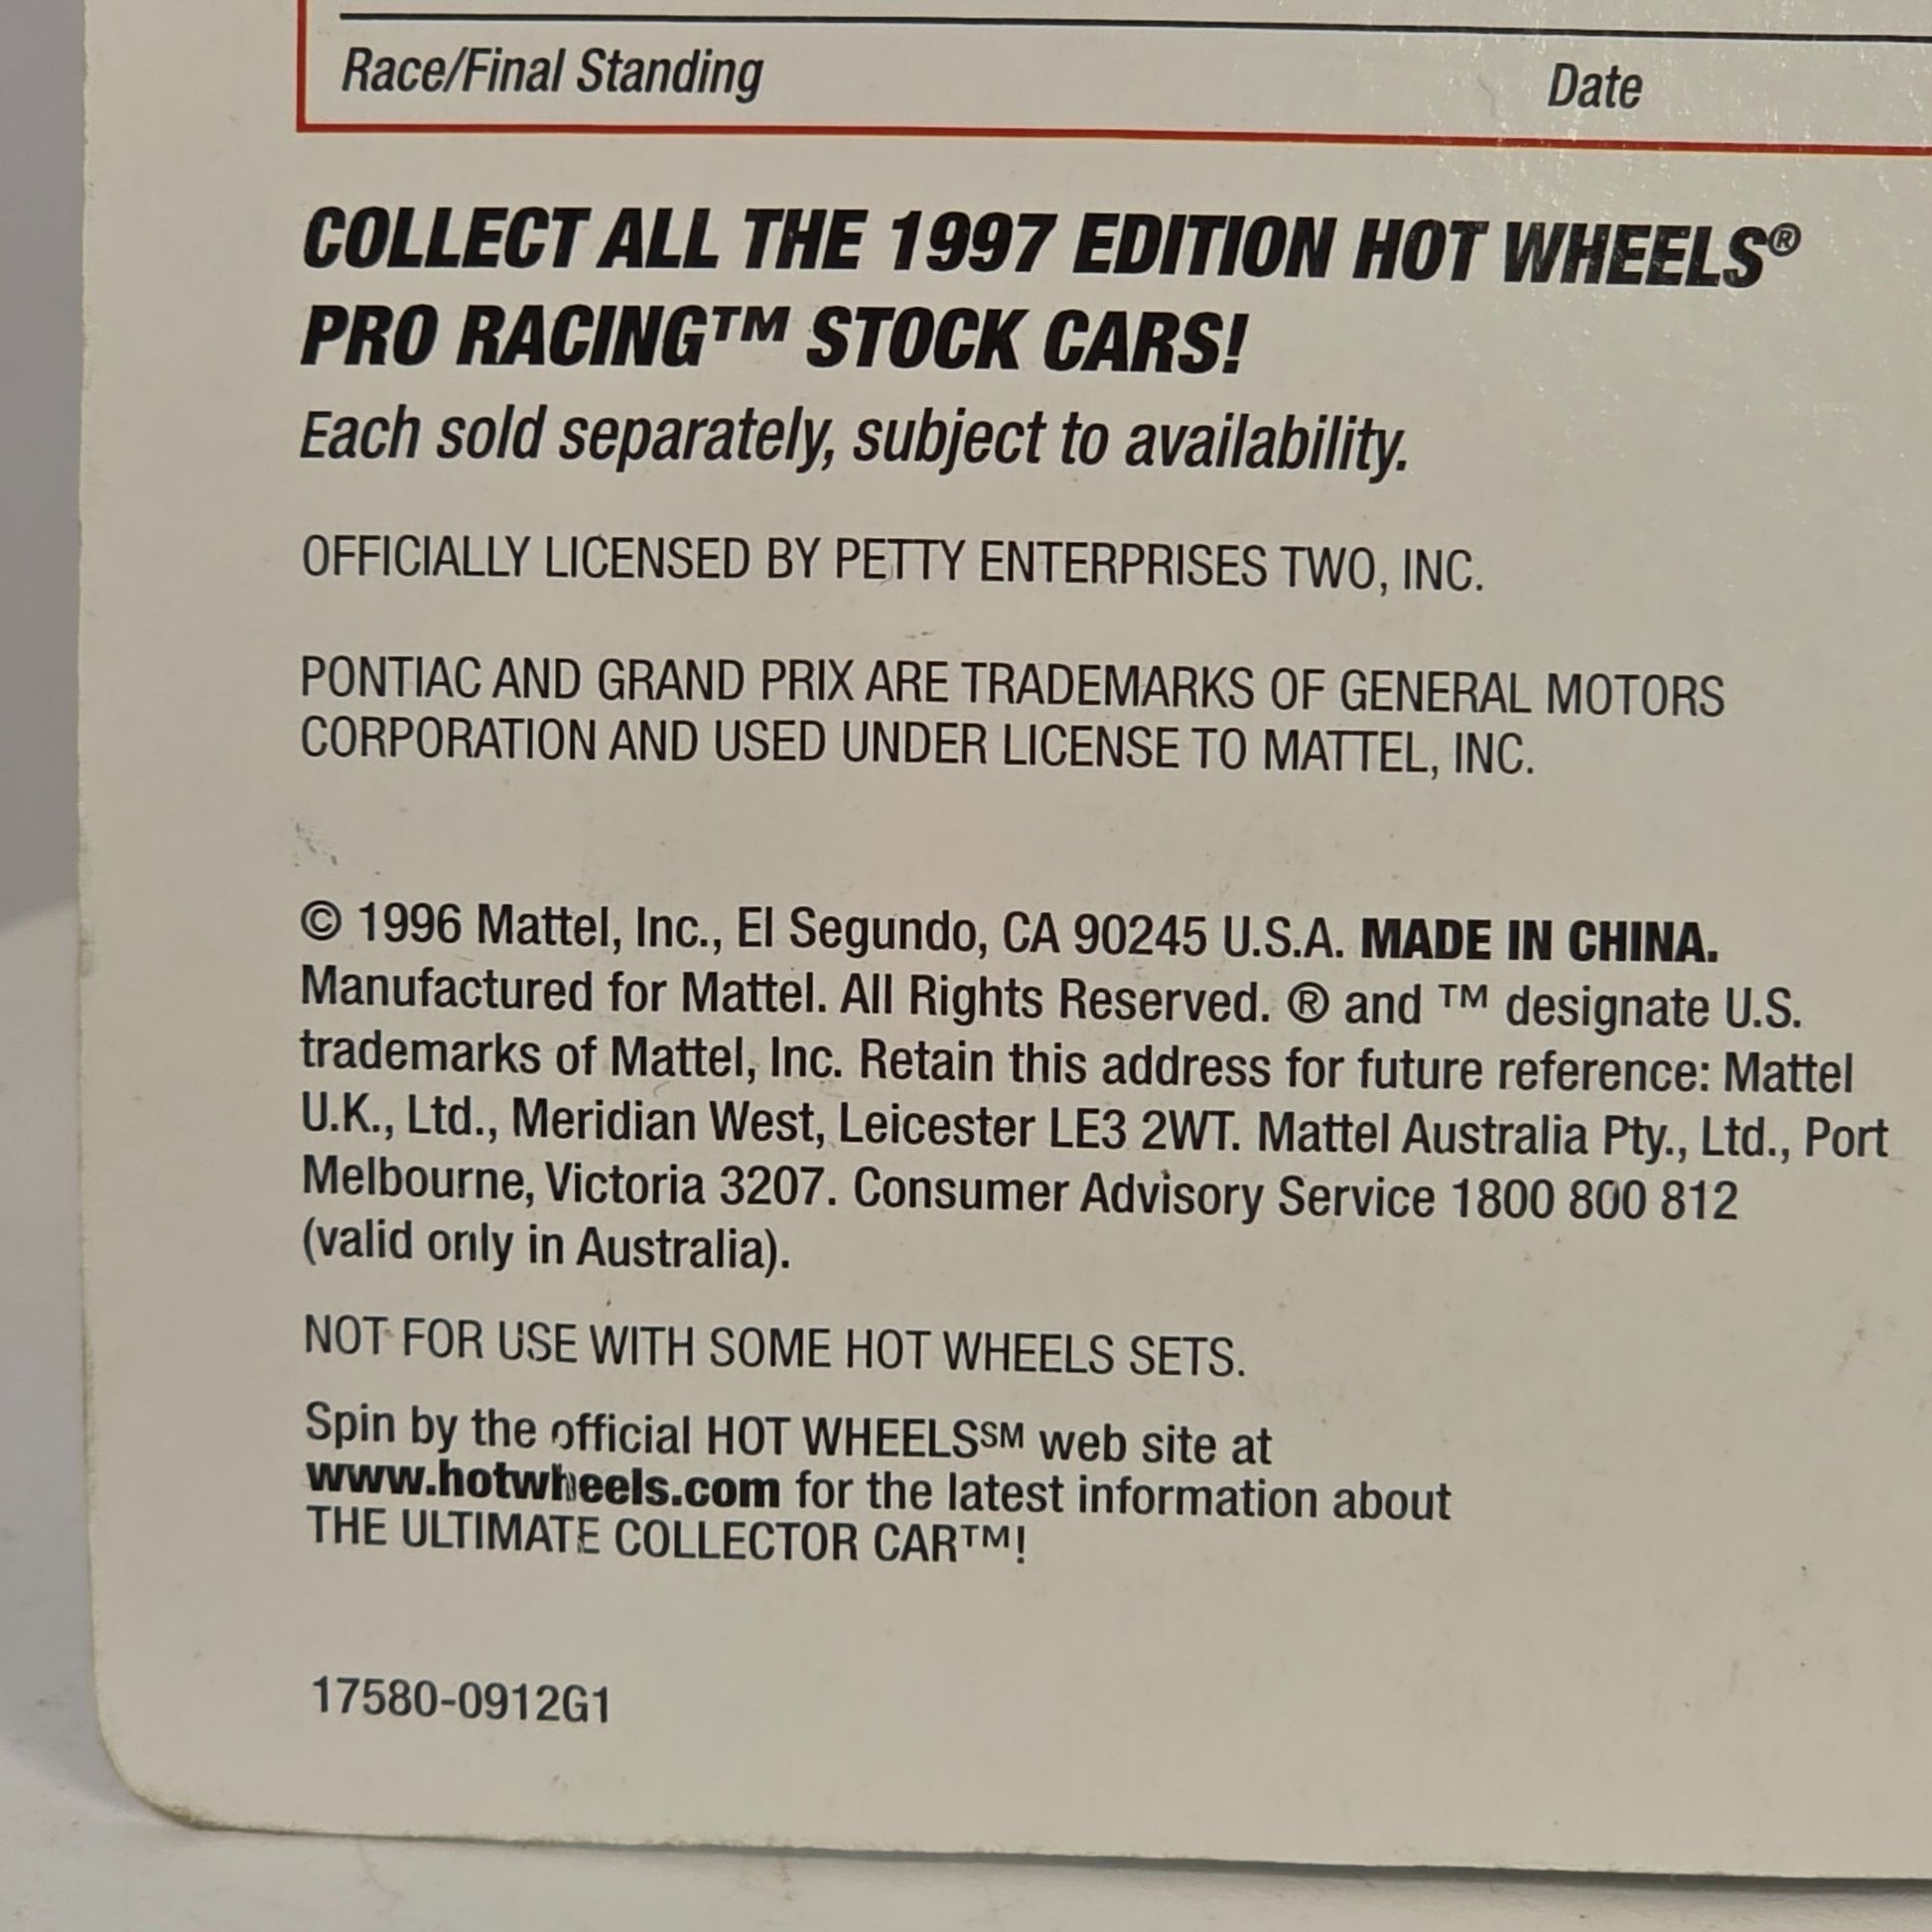 Race/Final Standing Date
COLLECT ALL THE 1997 EDITION HOT WHEELS®
PRO RACING™ STOCK CARS!
Each sold separately, subject to availability.
OFFICIALLY LICENSED BY PETTY ENTERPRISES TWO, INC.
PONTIAC AND GRAND PRIX ARE TRADEMARKS OF GENERAL MOTORS
CORPORATION AND USED UNDER LICENSE TO MATTEL, INC.
© 1996 Mattel, Inc., El Segundo, CA 90245 U.S.A. MADE IN CHINA.
Manufactured for Mattel. All Rights Reserved. ® and ™ designate U.S.
trademarks of Mattel, Inc. Retain this address for future reference: Mattel
U.K., Ltd., Meridian West, Leicester LE3 2WT. Mattel Australia Pty., Ltd., Port
Melbourne, Victoria 3207. Consumer Advisory Service 1800 800 812
(valid only in Australia).
NOT FOR USE WITH SOME HOT WHEELS SETS.
Spin by the official HOT WHEELS℠ web site at
www.hotwheels.com for the latest information about
THE ULTIMATE COLLECTOR CAR™!
17580-0912G1